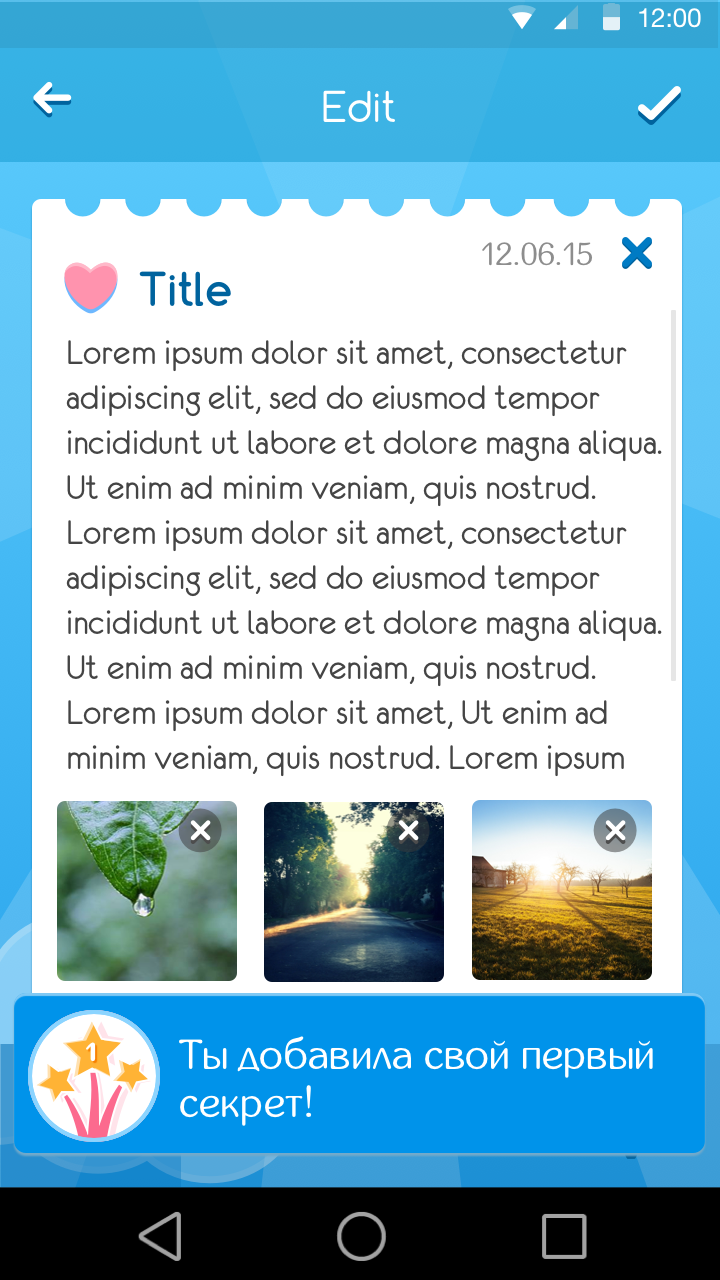 12:00
Edit
12.06.15
Title
Lorem ipsum dolor sit amet, consectetur
adipiscing elit, sed do eiusmod tempor
incididunt ut labore et dolore magna aliqua.
Ut enim ad minim veniam, quis nostrud.
Lorem ipsum dolor sit amet, consectetur
adipiscing elit, sed do eiusmod tempor
incididunt ut labore et dolore magna aliqua.
Ut enim ad minim veniam, quis nostrud.
Lorem ipsum dolor sit amet, Ut enim ad
minim veniam, quis nostrud. Lorem ipsum
1
Ты добавила свой первый
секрет!